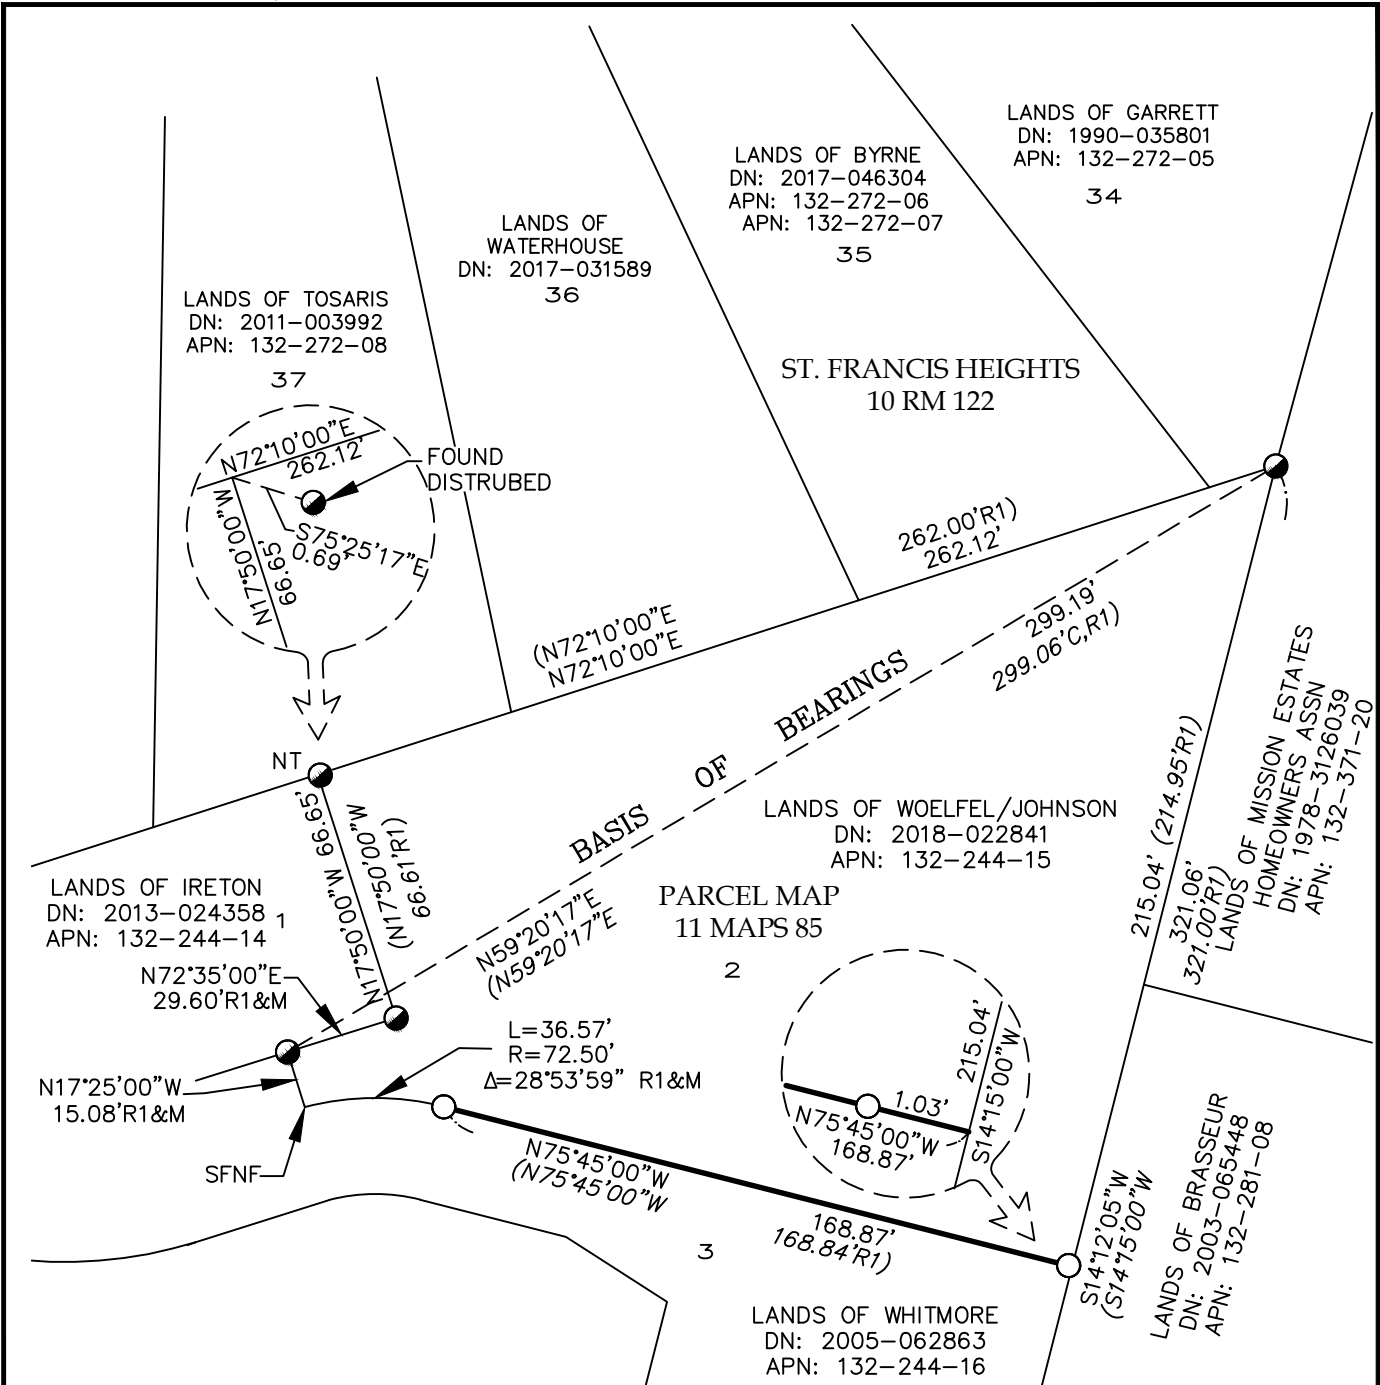 LANDS OF GARRETT
DN: 1990-035801
APN: 132-272-05
34
LANDS OF BYRNE
DN: 2017-046304
APN: 132-272-06
APN: 132-272-07
35
LANDS OF
WATERHOUSE
DN: 2017-031589
36
LANDS OF TOSARIS
DN: 2011-003992
APN: 132-272-08
37
ST. FRANCIS HEIGHTS
10 RM 122
N72°10'00"E
262.12'
FOUND
DISTRUBED
S75°25'17"E
0.69'
N17°50'00"W
66.65'
262.00'R1)
262.12'
(N72°10'00"E
N72°10'00"E
299.19'
299.06'C,R1)
BASIS OF BEARINGS
NT
N17°50'00"W 66.65'
(N17°50'00"W
66.61'R1)
LANDS OF WOELFEL/JOHNSON
DN: 2018-022841
APN: 132-244-15
PARCEL MAP
11 MAPS 85
2
215.04' (214.95'R1)
321.06'
321.00'R1)
LANDS OF MISSION ESTATES
HOMEOWNERS ASSN
DN: 1978-3126039
APN: 132-371-20
LANDS OF IRETON
DN: 2013-024358
APN: 132-244-14
1
N59°20'17"E
(N59°20'17"E
N72°35'00"E
29.60'R1&M
L=36.57'
R=72.50'
Δ=28°53'59" R1&M
N17°25'00"W
15.08'R1&M
SFNF
215.04'
S14°15'00"W
1.03'
N75°45'00"W
168.87'
N75°45'00"W
(N75°45'00"W
168.87'
168.84'R1)
3
S14°12'05"W
(S14°15'00"W
LANDS OF BRASSEUR
DN: 2003-065448
APN: 132-281-08
LANDS OF WHITMORE
DN: 2005-062863
APN: 132-244-16